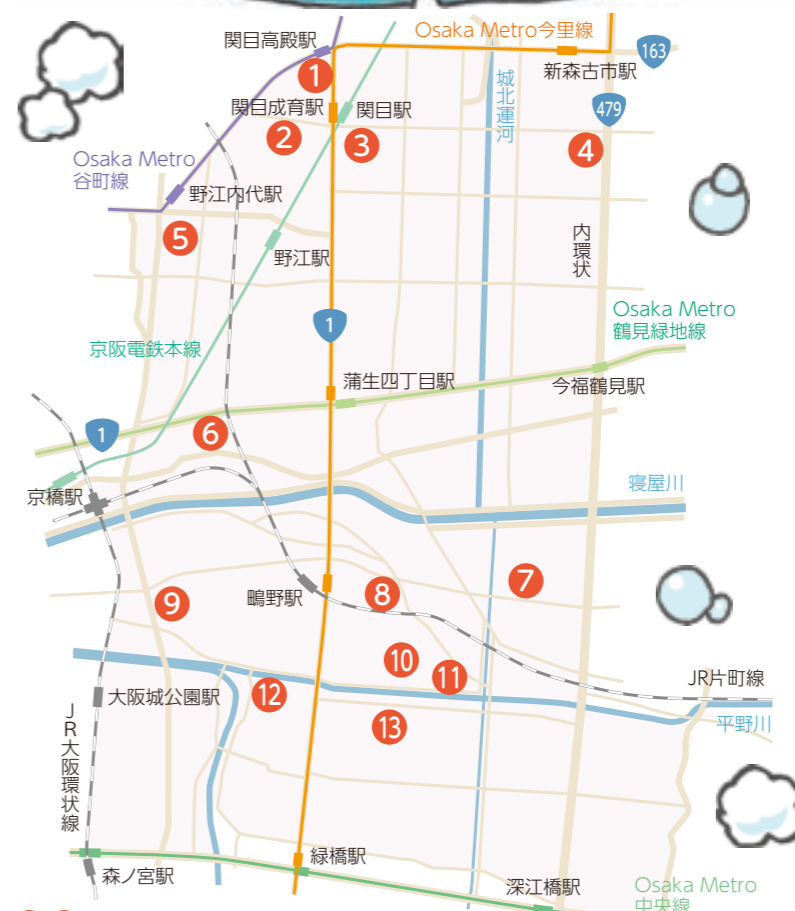 関目高殿駅
Osaka Metro今里線
163
新森古市駅
1
城北運河
479
関目成育駅
関目駅
2
3
4
Osaka Metro
谷町線
野江内代駅
5
内環状
野江駅
Osaka Metro
鶴見緑地線
1
京阪電鉄本線
蒲生四丁目駅
今福鶴見駅
1
6
京橋駅
寝屋川
7
鴫野駅
8
9
10
11
JR片町線
大阪城公園駅
12
13
平野川
JR大阪環状線
緑橋駅
森ノ宮駅
深江橋駅
Osaka Metro
中央線